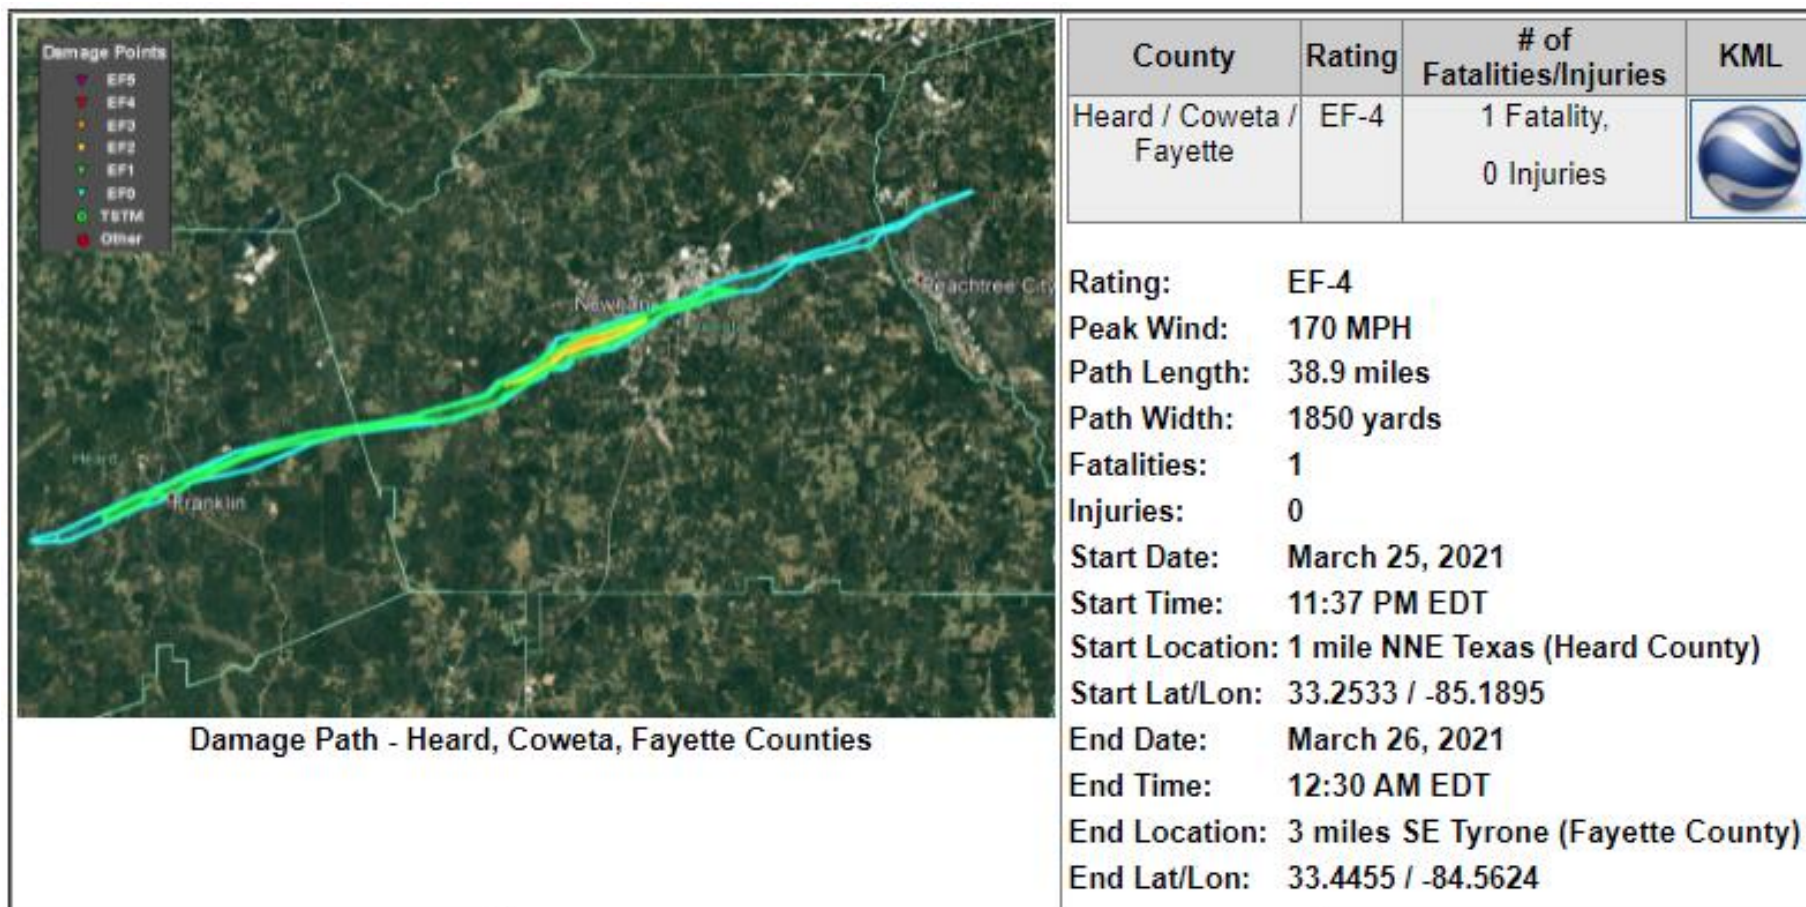 Damage Points
EF5
EF4
EF3
EF2
EF1
EF0
TSTM
Other
Newnan
Peachtree City
Heard
Franklin
Damage Path - Heard, Coweta, Fayette Counties
County Rating # of Fatalities/Injuries KML
Heard / Coweta / Fayette EF-4 1 Fatality,
0 Injuries
Rating: EF-4
Peak Wind: 170 MPH
Path Length: 38.9 miles
Path Width: 1850 yards
Fatalities: 1
Injuries: 0
Start Date: March 25, 2021
Start Time: 11:37 PM EDT
Start Location: 1 mile NNE Texas (Heard County)
Start Lat/Lon: 33.2533 / -85.1895
End Date: March 26, 2021
End Time: 12:30 AM EDT
End Location: 3 miles SE Tyrone (Fayette County)
End Lat/Lon: 33.4455 / -84.5624